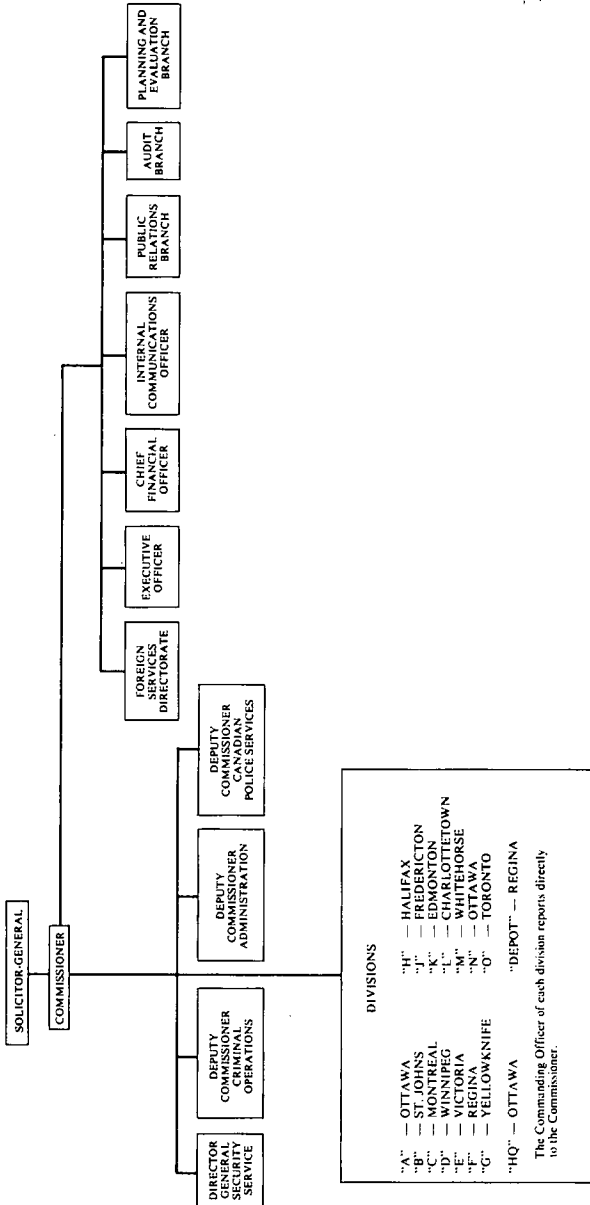 SOLICITOR-GENERAL
COMMISSIONER
FOREIGN
SERVICES
DIRECTORATE
EXECUTIVE
OFFICER
CHIEF
FINANCIAL
OFFICER
INTERNAL
COMMUNICATIONS
OFFICER
PUBLIC
RELATIONS
BRANCH
AUDIT
BRANCH
PLANNING AND
EVALUATION
BRANCH
DIRECTOR
GENERAL
SECURITY
SERVICE
DEPUTY
COMMISSIONER
CRIMINAL
OPERATIONS
DEPUTY
COMMISSIONER
ADMINISTRATION
DEPUTY
COMMISSIONER
CANADIAN
POLICE SERVICES
DIVISIONS
"A" — OTTAWA
"B" — ST. JOHNS
"C" — MONTREAL
"D" — WINNIPEG
"E" — VICTORIA
"F" — REGINA
"G" — YELLOWKNIFE
"H" — HALIFAX
"J" — FREDERICTON
"K" — EDMONTON
"L" — CHARLOTTETOWN
"M" — WHITEHORSE
"N" — OTTAWA
"O" — TORONTO
"HQ" — OTTAWA
"DEPOT" — REGINA
The Commanding Officer of each division reports directly
to the Commissioner.